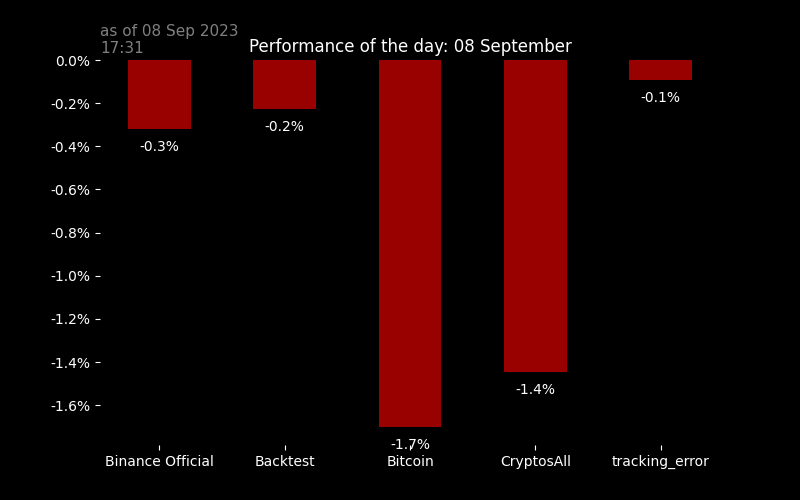 as of 08 Sep 2023
17:31
Performance of the day: 08 September
0.0%
-0.2%
-0.4%
-0.6%
-0.8%
-1.0%
-1.2%
-1.4%
-1.6%
-0.3%
-0.2%
-1.7%
-1.4%
-0.1%
Binance Official
Backtest
Bitcoin
CryptosAll
tracking_error